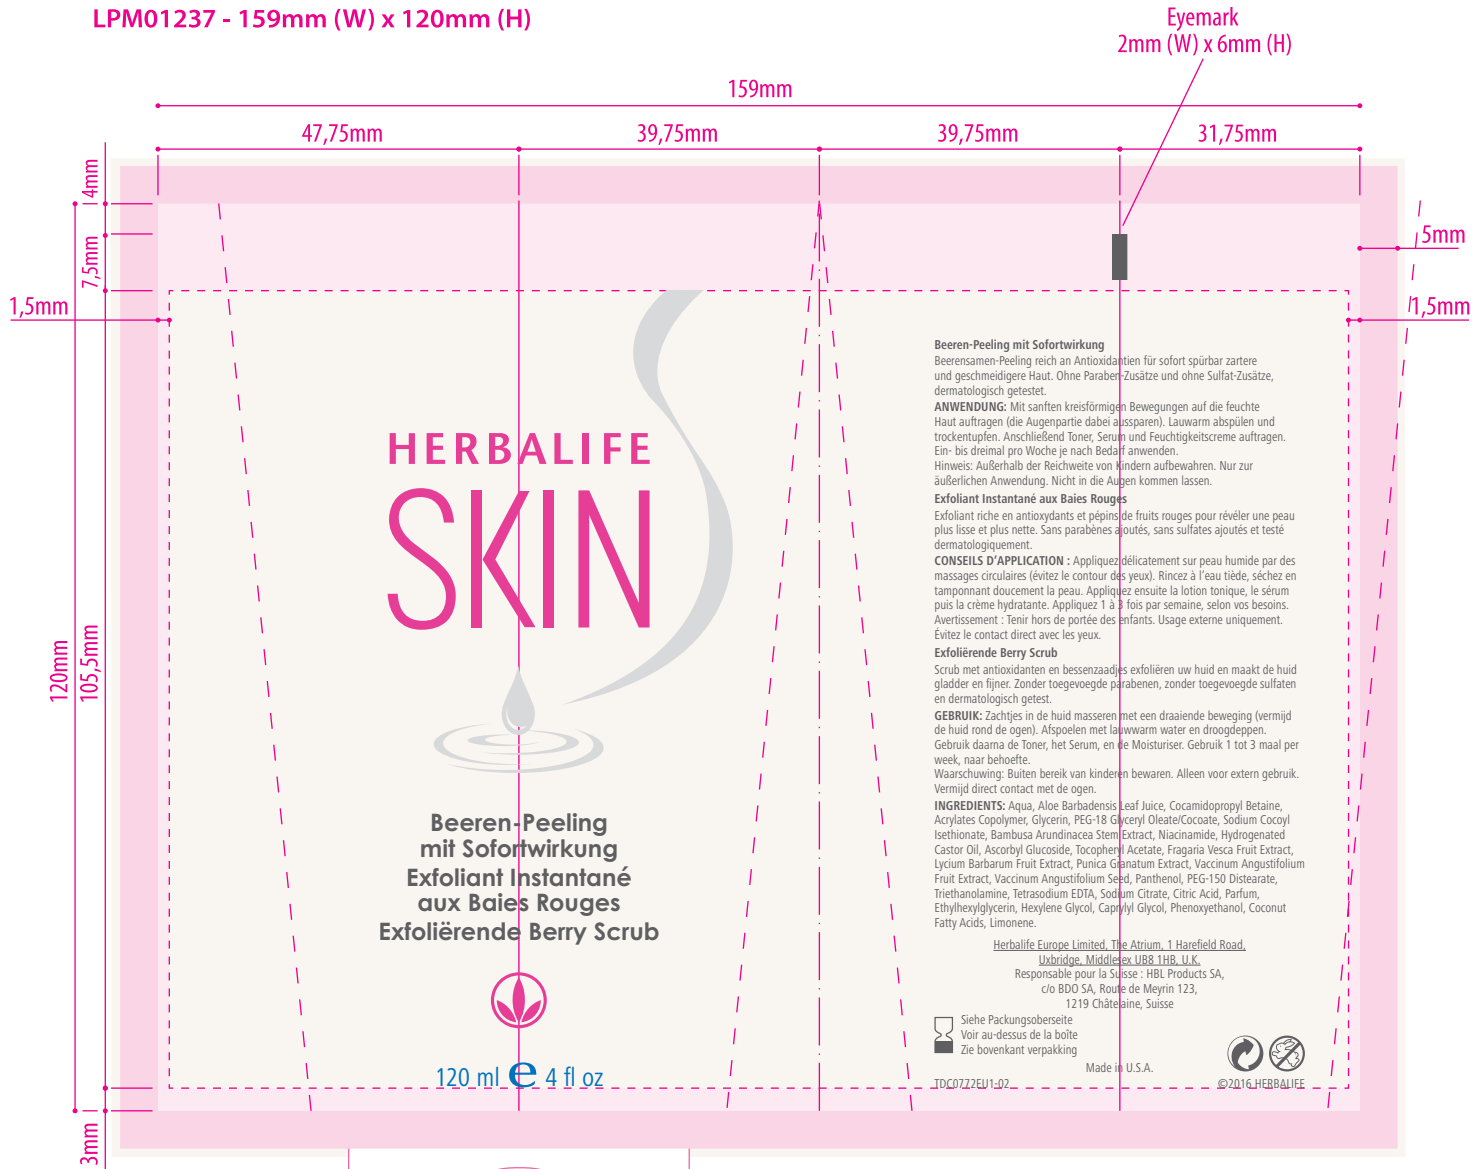 LPM01237 - 159mm (W) x 120mm (H)
Eyemark
2mm (W) x 6mm (H)
159mm
47,75mm
39,75mm
39,75mm
31,75mm
4mm
7,5mm
5mm
1,5mm
1,5mm
120mm
105,5mm
3mm
HERBALIFE
SKIN
Beeren-Peeling
mit Sofortwirkung
Exfoliant Instantané
aux Baies Rouges
Exfoliërende Berry Scrub
120 ml e 4 fl oz
Beeren-Peeling mit Sofortwirkung
Beerensamen-Peeling reich an Antioxidantien für sofort spürbar zartere
und geschmeidigere Haut. Ohne Paraben-Zusätze und ohne Sulfat-Zusätze,
dermatologisch getestet.
ANWENDUNG: Mit sanften kreisförmigen Bewegungen auf die feuchte
Haut auftragen (die Augenpartie dabei aussparen). Lauwarm abspülen und
trockentupfen. Anschließend Toner, Serum und Feuchtigkeitscreme auftragen.
Ein- bis dreimal pro Woche je nach Bedarf anwenden.
Hinweis: Außerhalb der Reichweite von Kindern aufbewahren. Nur zur
äußerlichen Anwendung. Nicht in die Augen kommen lassen.
Exfoliant Instantané aux Baies Rouges
Exfoliant riche en antioxydants et pépins de fruits rouges pour révéler une peau
plus lisse et plus nette. Sans parabènes ajoutés, sans sulfates ajoutés et testé
dermatologiquement.
CONSEILS D'APPLICATION : Appliquez délicatement sur peau humide par des
massages circulaires (évitez le contour des yeux). Rincez à l'eau tiède, séchez en
tamponnant doucement la peau. Appliquez ensuite la lotion tonique, le sérum
puis la crème hydratante. Appliquez 1 à 3 fois par semaine, selon vos besoins.
Avertissement : Tenir hors de portée des enfants. Usage externe uniquement.
Évitez le contact direct avec les yeux.
Exfoliërende Berry Scrub
Scrub met antioxidanten en bessenzaadjes exfoliëren uw huid en maakt de huid
gladder en fijner. Zonder toegevoegde parabenen, zonder toegevoegde sulfaten
en dermatologisch getest.
GEBRUIK: Zachtjes in de huid masseren met een draaiende beweging (vermijd
de huid rond de ogen). Afspoelen met lauwwarm water en droogdeppen.
Gebruik daarna de Toner, het Serum, en de Moisturiser. Gebruik 1 tot 3 maal per
week, naar behoefte.
Waarschuwing: Buiten bereik van kinderen bewaren. Alleen voor extern gebruik.
Vermijd direct contact met de ogen.
INGREDIENTS: Aqua, Aloe Barbadensis Leaf Juice, Cocamidopropyl Betaine,
Acrylates Copolymer, Glycerin, PEG-18 Glyceryl Oleate/Cocoate, Sodium Cocoyl
Isethionate, Bambusa Arundinacea Stem Extract, Niacinamide, Hydrogenated
Castor Oil, Ascorbyl Glucoside, Tocopheryl Acetate, Fragaria Vesca Fruit Extract,
Lycium Barbarum Fruit Extract, Punica Granatum Extract, Vaccinum Angustifolium
Fruit Extract, Vaccinum Angustifolium Seed, Panthenol, PEG-150 Distearate,
Triethanolamine, Tetrasodium EDTA, Sodium Citrate, Citric Acid, Parfum,
Ethylhexylglycerin, Hexylene Glycol, Caprylyl Glycol, Phenoxyethanol, Coconut
Fatty Acids, Limonene.
Herbalife Europe Limited, The Atrium, 1 Harefield Road,
Uxbridge, Middlesex UB8 1HB, U.K.
Responsable pour la Suisse : HBL Products SA,
c/o BDO SA, Route de Meyrin 123,
1219 Châtelaine, Suisse
Siehe Packungsoberseite
Voir au-dessus de la boîte
Zie bovenkant verpakking
Made in U.S.A.
TDC0772EU1-02
©2016 HERBALIFE